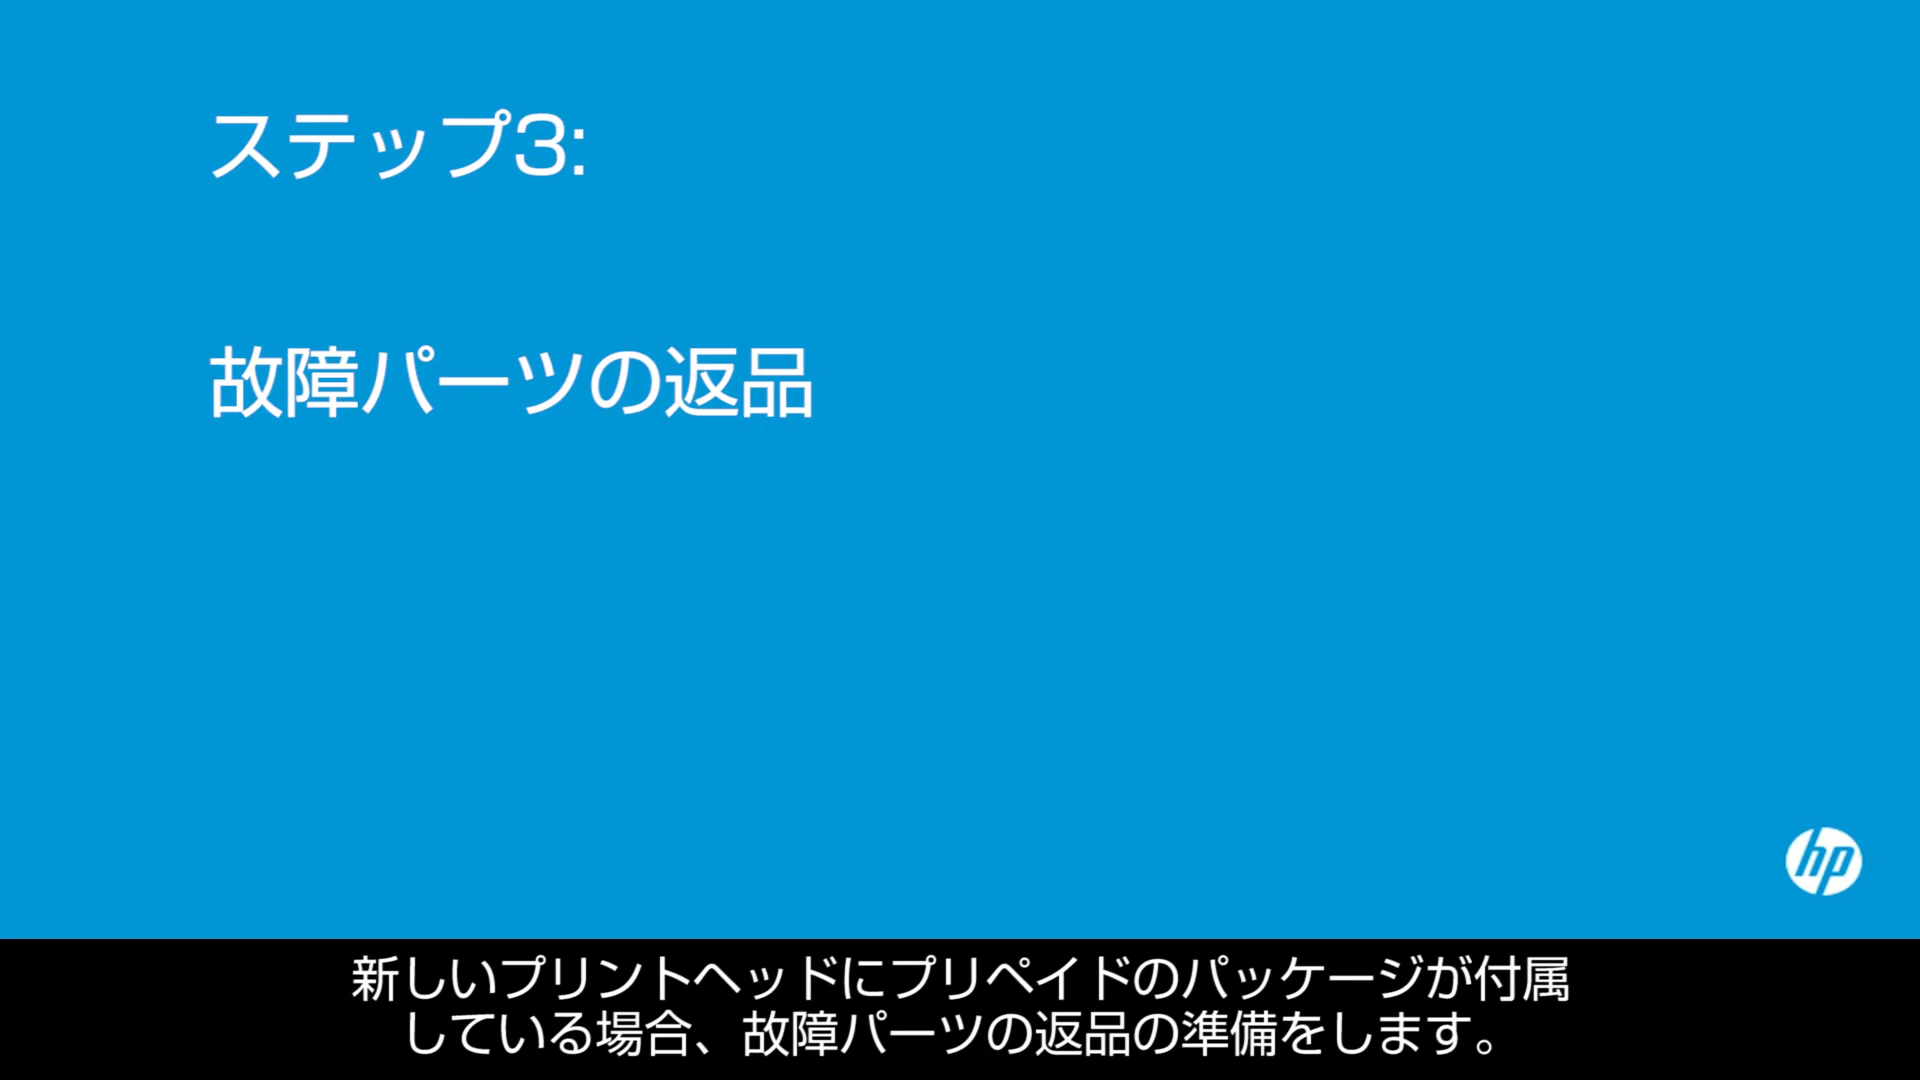 ステップ3:
故障パーツの返品
hp
新しいプリントヘッドにプリペイドのパッケージが付属
している場合、故障パーツの返品の準備をします。